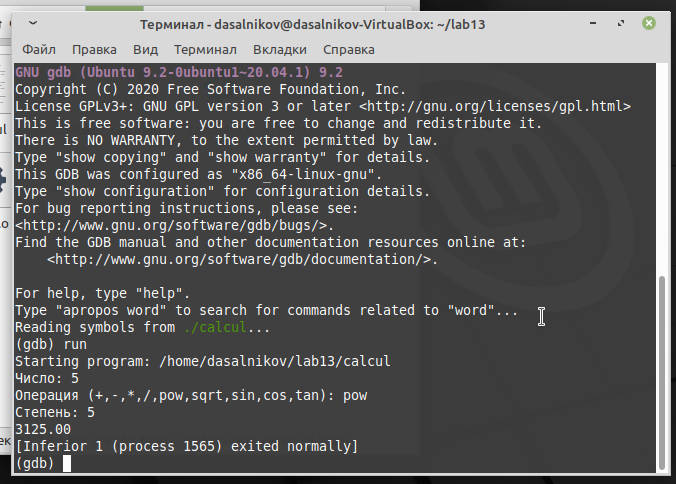 Терминал - dasalnikov@dasalnikov-VirtualBox: ~/lab13
Файл Правка Вид Терминал Вкладки Справка
GNU gdb (Ubuntu 9.2-0ubuntu1~20.04.1) 9.2
Copyright (C) 2020 Free Software Foundation, Inc.
License GPLv3+: GNU GPL version 3 or later <http://gnu.org/licenses/gpl.html>
This is free software: you are free to change and redistribute it.
There is NO WARRANTY, to the extent permitted by law.
Type "show copying" and "show warranty" for details.
This GDB was configured as "x86_64-linux-gnu".
Type "show configuration" for configuration details.
For bug reporting instructions, please see:
<http://www.gnu.org/software/gdb/bugs/>.
Find the GDB manual and other documentation resources online at:
    <http://www.gnu.org/software/gdb/documentation/>.

For help, type "help".
Type "apropos word" to search for commands related to "word"...
Reading symbols from ./calcul...
(gdb) run
Starting program: /home/dasalnikov/lab13/calcul
Число: 5
Операция (+,-,*,/,pow,sqrt,sin,cos,tan): pow
Степень: 5
3125.00
[Inferior 1 (process 1565) exited normally]
(gdb)